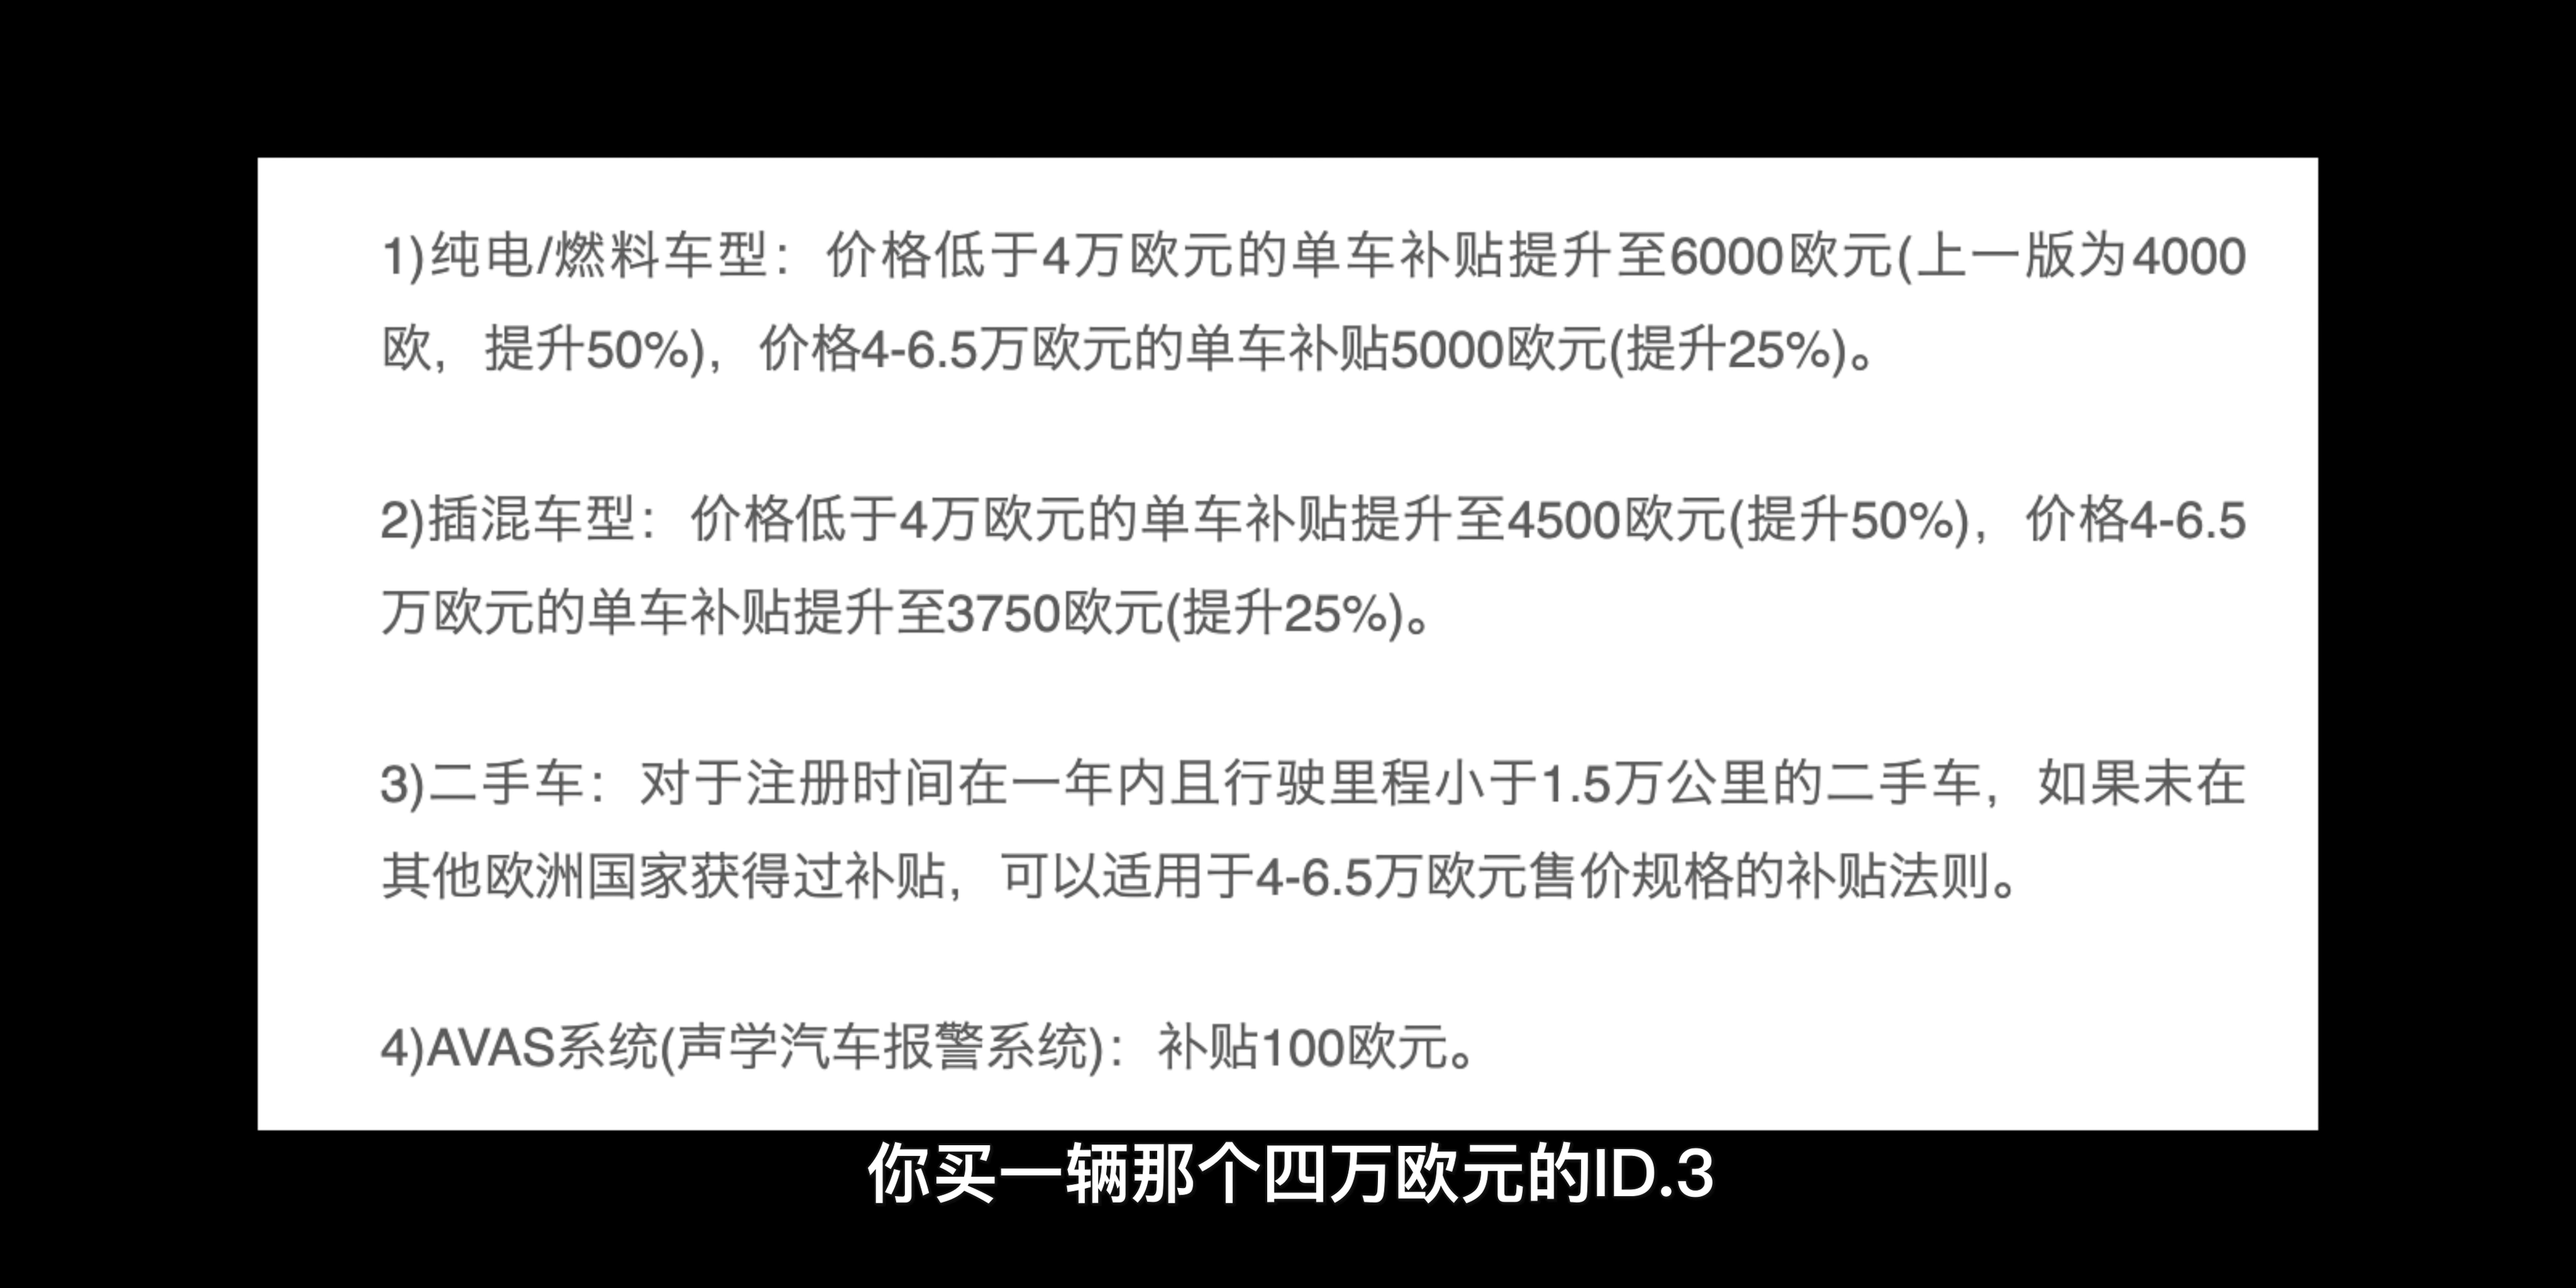 1)纯电/燃料车型：价格低于4万欧元的单车补贴提升至6000欧元(上一版为4000
欧，提升50%)，价格4-6.5万欧元的单车补贴5000欧元(提升25%)。
2)插混车型：价格低于4万欧元的单车补贴提升至4500欧元(提升50%)，价格4-6.5
万欧元的单车补贴提升至3750欧元(提升25%)。
3)二手车：对于注册时间在一年内且行驶里程小于1.5万公里的二手车，如果未在
其他欧洲国家获得过补贴，可以适用于4-6.5万欧元售价规格的补贴法则。
4)AVAS系统(声学汽车报警系统)：补贴100欧元。
你买一辆那个四万欧元的ID.3